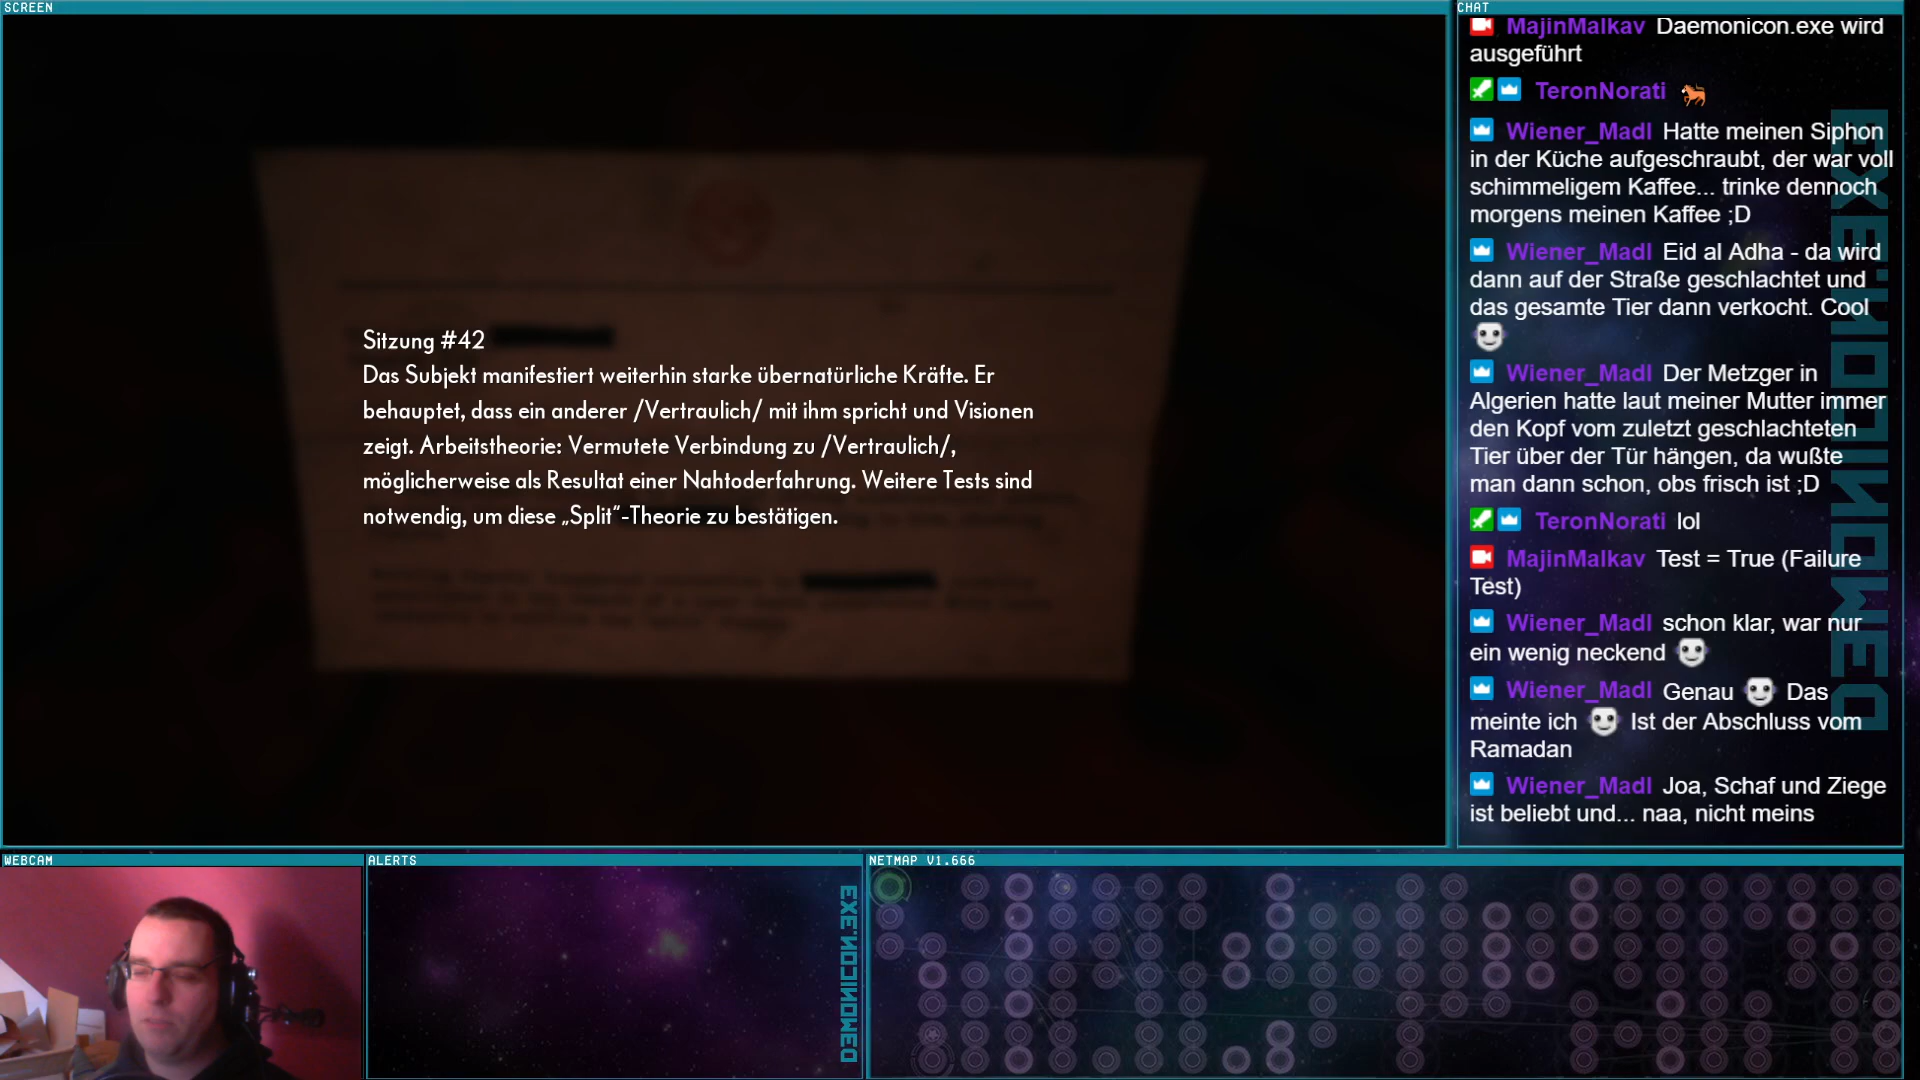 SCREEN
Sitzung #42
Das Subjekt manifestiert weiterhin starke übernatürliche Kräfte. Er
behauptet, dass ein anderer /Vertraulich/ mit ihm spricht und Visionen
zeigt. Arbeitstheorie: Vermutete Verbindung zu /Vertraulich/,
möglicherweise als Resultat einer Nahtoderfahrung. Weitere Tests sind
notwendig, um diese „Split“-Theorie zu bestätigen.
CHAT
MajinMalkav Daemonicon.exe wird
ausgeführt
TeronNorati
Wiener_Madl Hatte meinen Siphon
in der Küche aufgeschraubt, der war voll
schimmeligem Kaffee... trinke dennoch
morgens meinen Kaffee ;D
Wiener_Madl Eid al Adha - da wird
dann auf der Straße geschlachtet und
das gesamte Tier dann verkocht. Cool
Wiener_Madl Der Metzger in
Algerien hatte laut meiner Mutter immer
den Kopf vom zuletzt geschlachteten
Tier über der Tür hängen, da wußte
man dann schon, obs frisch ist ;D
TeronNorati lol
MajinMalkav Test = True (Failure
Test)
Wiener_Madl schon klar, war nur
ein wenig neckend
Wiener_Madl Genau Das
meinte ich Ist der Abschluss vom
Ramadan
Wiener_Madl Joa, Schaf und Ziege
ist beliebt und... naa, nicht meins
WEBCAM
ALERTS
NETMAP V1.666